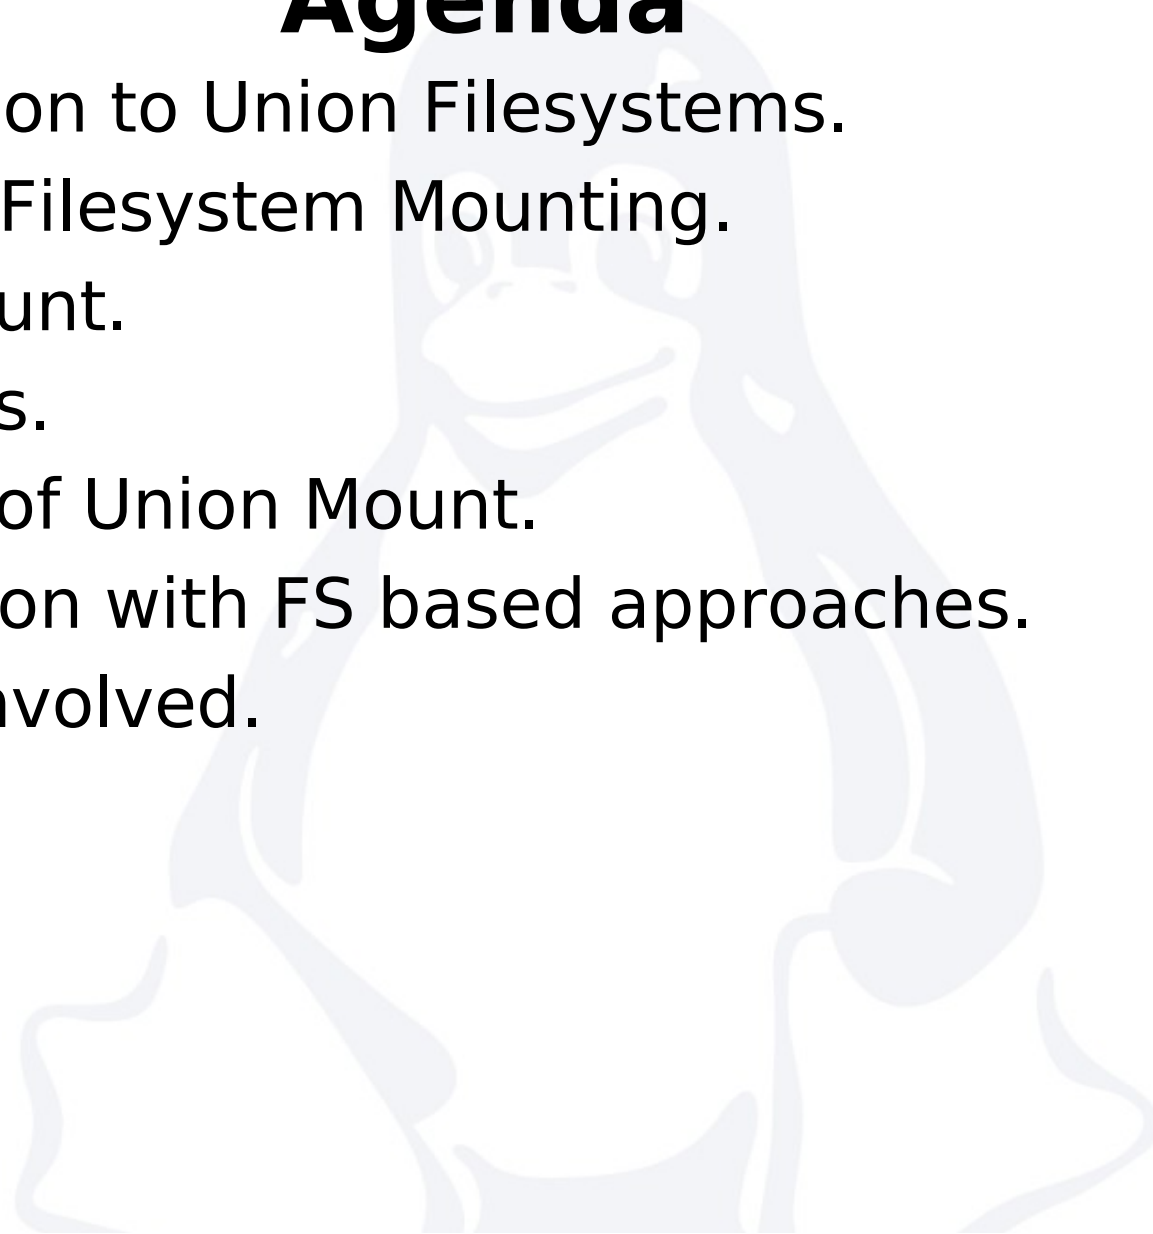 Agenda
on to Union Filesystems.
Filesystem Mounting.
unt.
s.
of Union Mount.
on with FS based approaches.
nvolved.